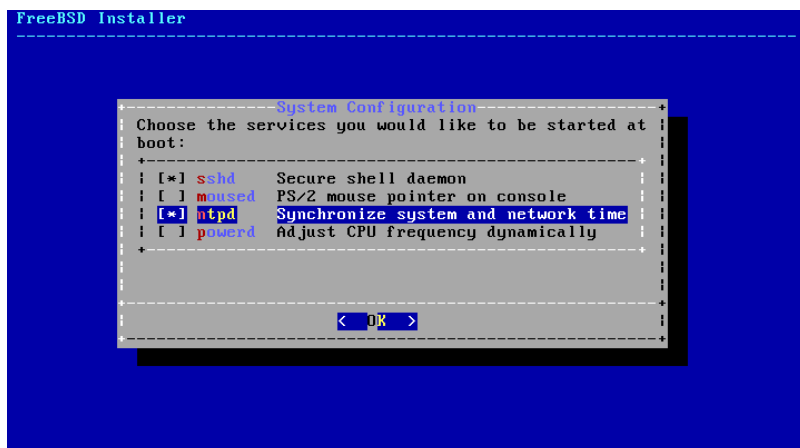 FreeBSD Installer
System Configuration
Choose the services you would like to be started at
boot:
[*] sshd Secure shell daemon
[ ] moused PS/2 mouse pointer on console
[*] ntpd Synchronize system and network time
[ ] powerd Adjust CPU frequency dynamically
< OK >